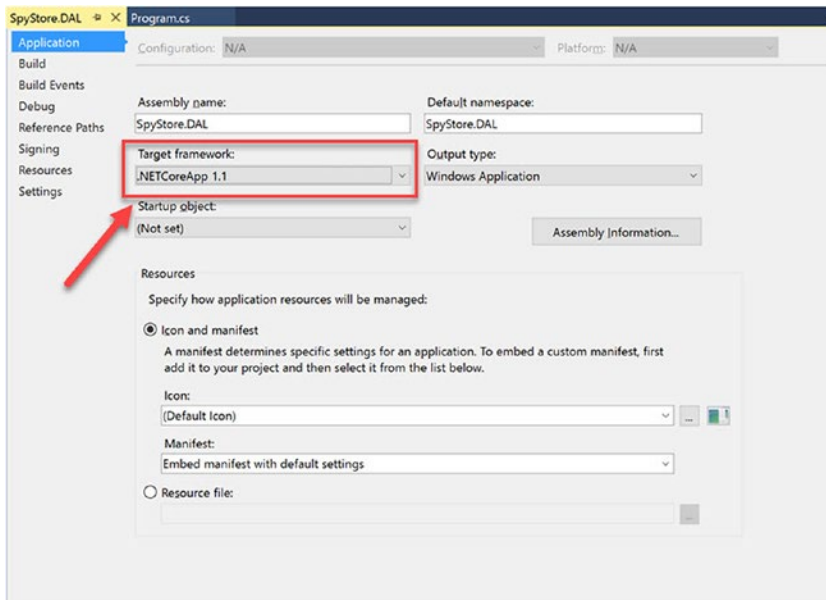 SpyStore.DAL
Program.cs
Application
Build
Build Events
Debug
Reference Paths
Signing
Resources
Settings
Configuration: N/A
Platform: N/A
Assembly name:
Default namespace:
SpyStore.DAL
SpyStore.DAL
Target framework:
Output type:
.NETCoreApp 1.1
Windows Application
Startup object:
(Not set)
Assembly Information...
Resources
Specify how application resources will be managed:
Icon and manifest
A manifest determines specific settings for an application. To embed a custom manifest, first
add it to your project and then select it from the list below.
Icon:
(Default Icon)
...
Manifest:
Embed manifest with default settings
Resource file:
...